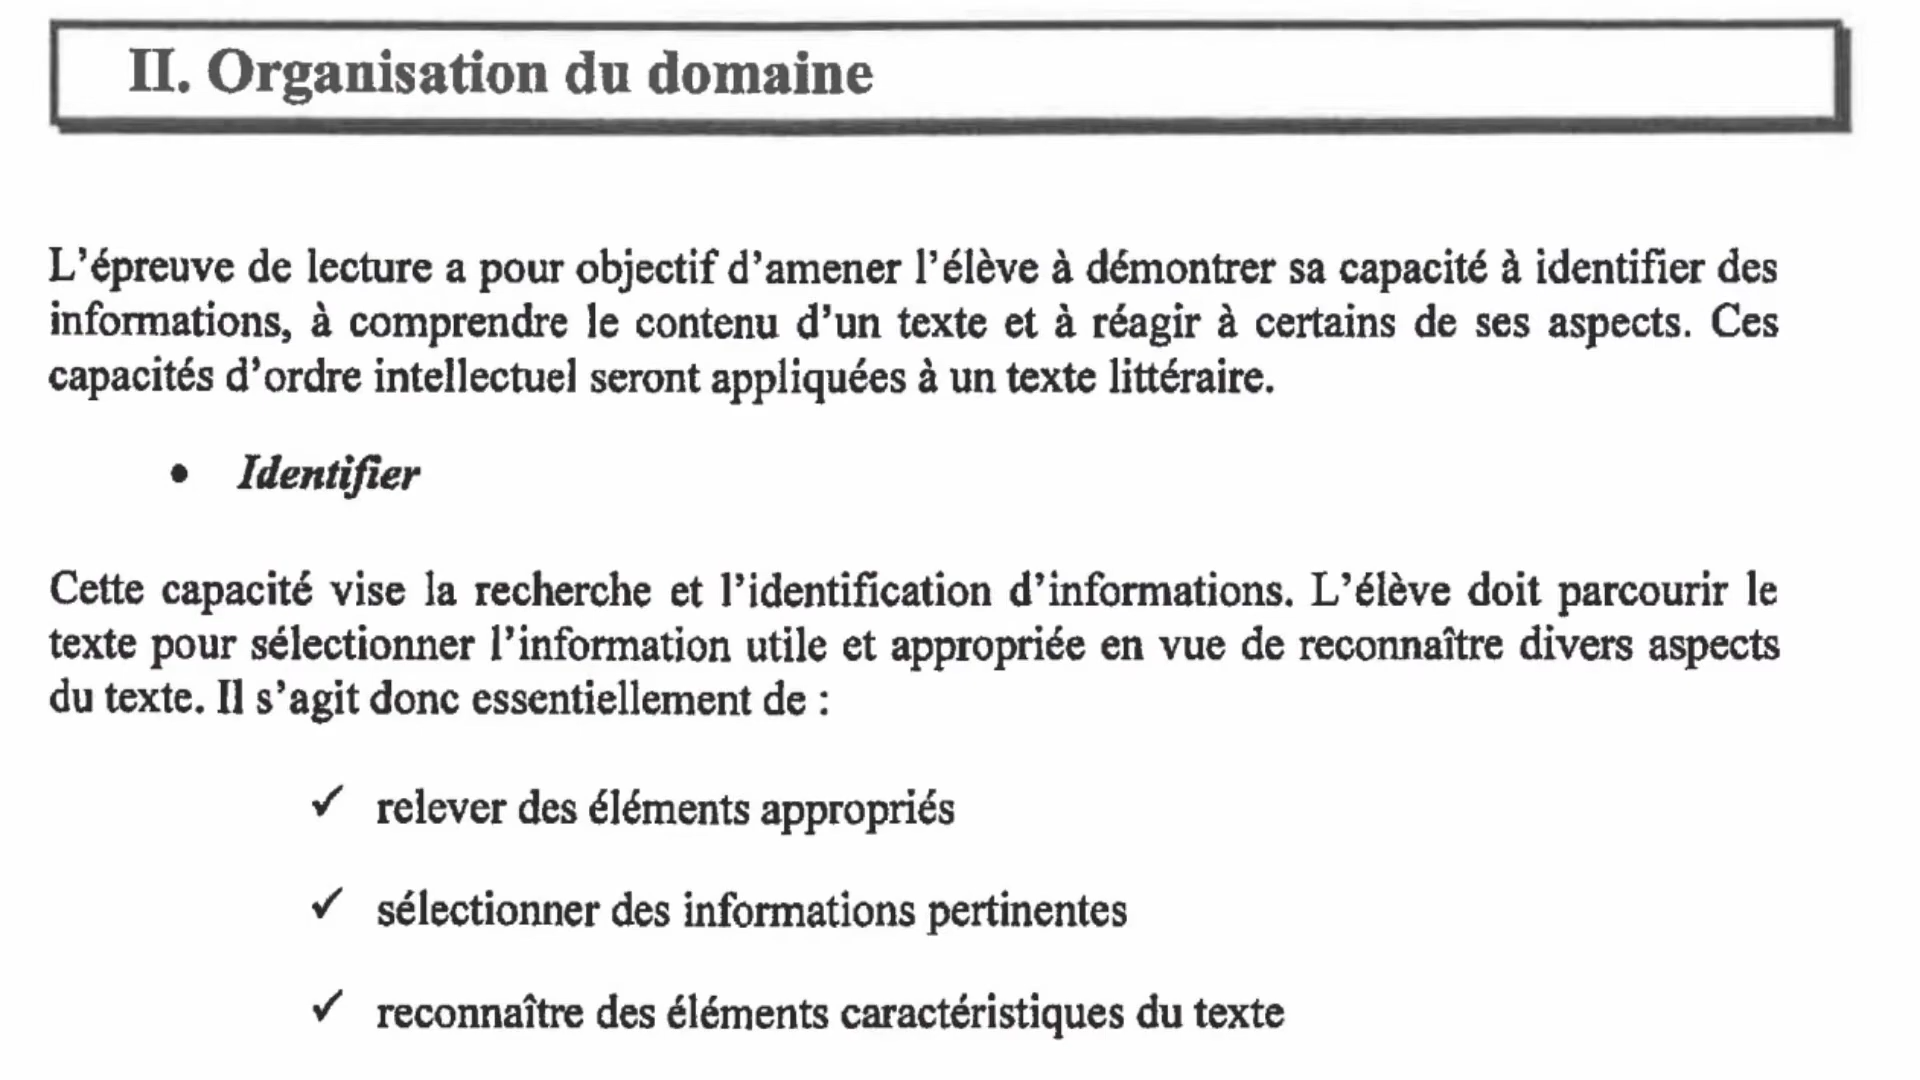 II. Organisation du domaine
L'épreuve de lecture a pour objectif d'amener l'élève à démontrer sa capacité à identifier des
informations, à comprendre le contenu d'un texte et à réagir à certains de ses aspects. Ces
capacités d'ordre intellectuel seront appliquées à un texte littéraire.
• Identifier
Cette capacité vise la recherche et l'identification d'informations. L'élève doit parcourir le
texte pour sélectionner l'information utile et appropriée en vue de reconnaître divers aspects
du texte. Il s'agit donc essentiellement de :
✓ relever des éléments appropriés
✓ sélectionner des informations pertinentes
✓ reconnaître des éléments caractéristiques du texte